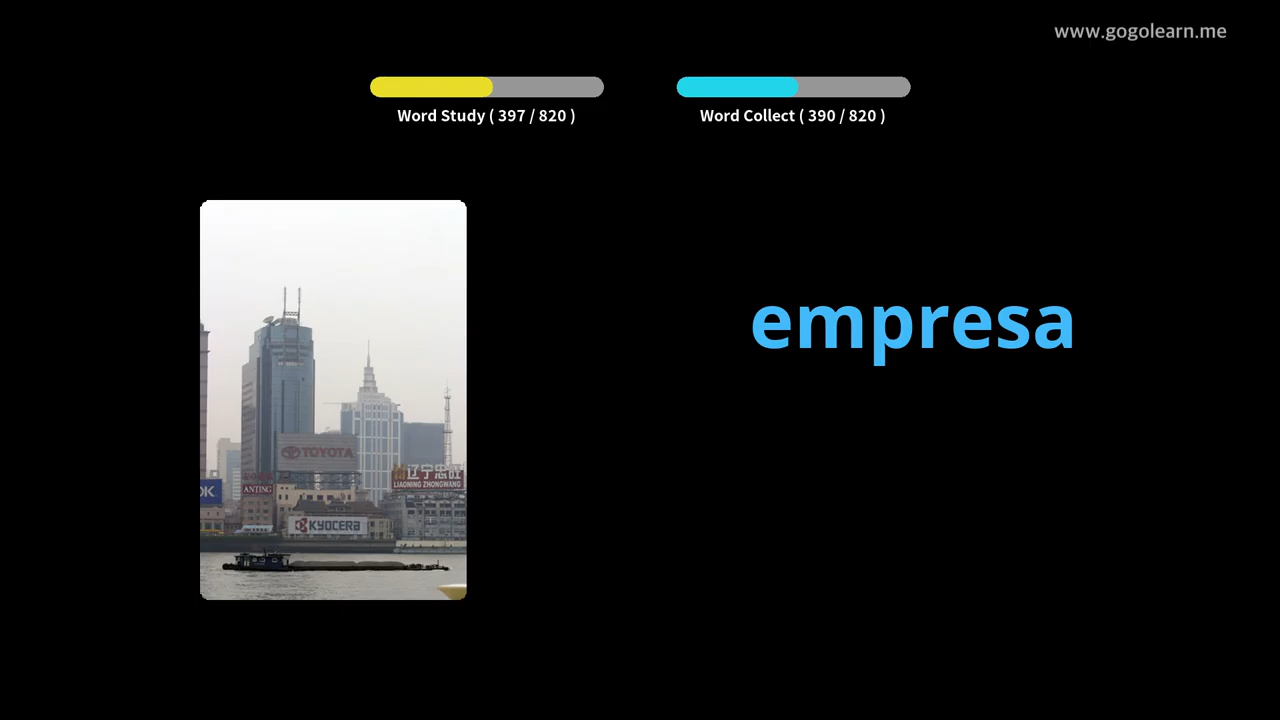 www.gogolearn.me
Word Study ( 397 / 820 )
Word Collect ( 390 / 820 )
empresa
TOYOTA
辽宁忠旺
LIAONING ZHONGWANG
OK
ANTING
KYOCERA